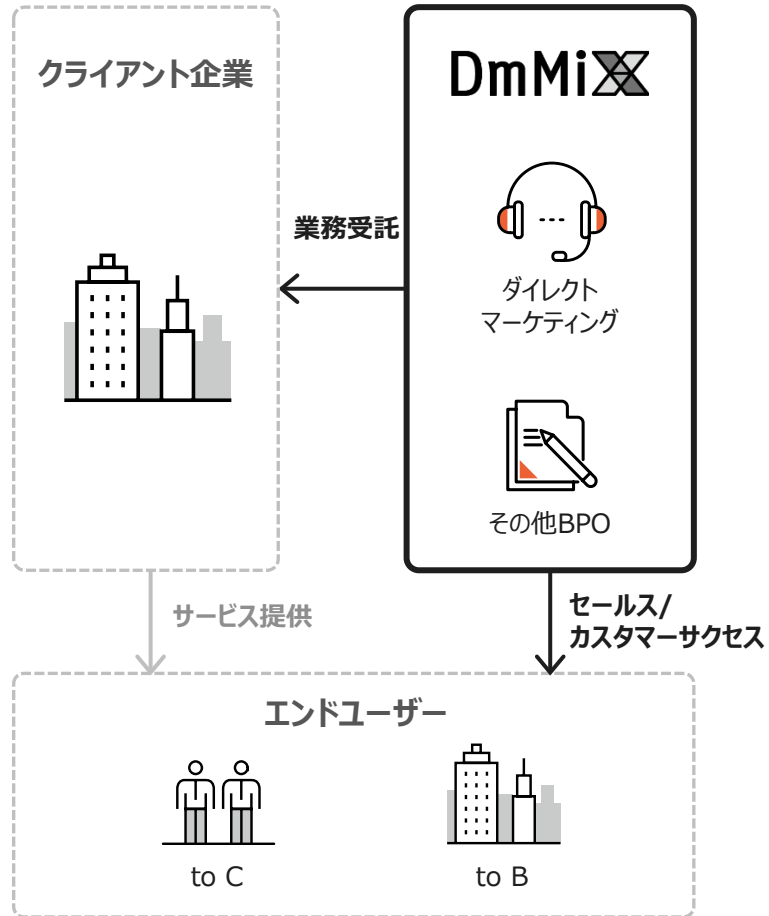 クライアント企業
DmMiX
業務受託
ダイレクト
マーケティング
その他BPO
サービス提供
セールス/
カスタマーサクセス
エンドユーザー
to C
to B